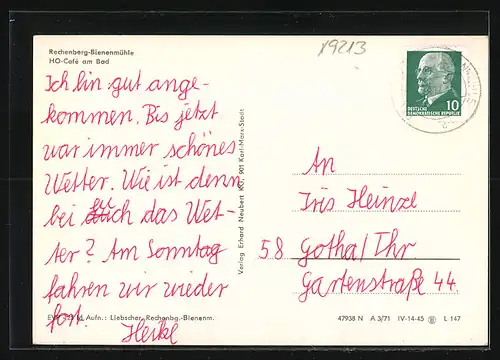 Rechenberg-Bienenmühle
HO-Café am Bad
Ich bin gut ange-
kommen. Bis jetzt
war immer schönes
Wetter. Wie ist denn
bei euch das Wet-
ter? Am Sonntag
fahren wir wieder
fort. Heikl
Aufn.: Liebscher, Rechenbg.-Bienenm.
Verlag Erhard Neubert KG, 901 Karl-Marx-Stadt
19213
10
DEUTSCHE
DEMOKRATISCHE REPUBLIK
An
Iris Heinze
58 Gotha/Thr
Gartenstraße 44
47938 N A 3/71 IV-14-45 L 147